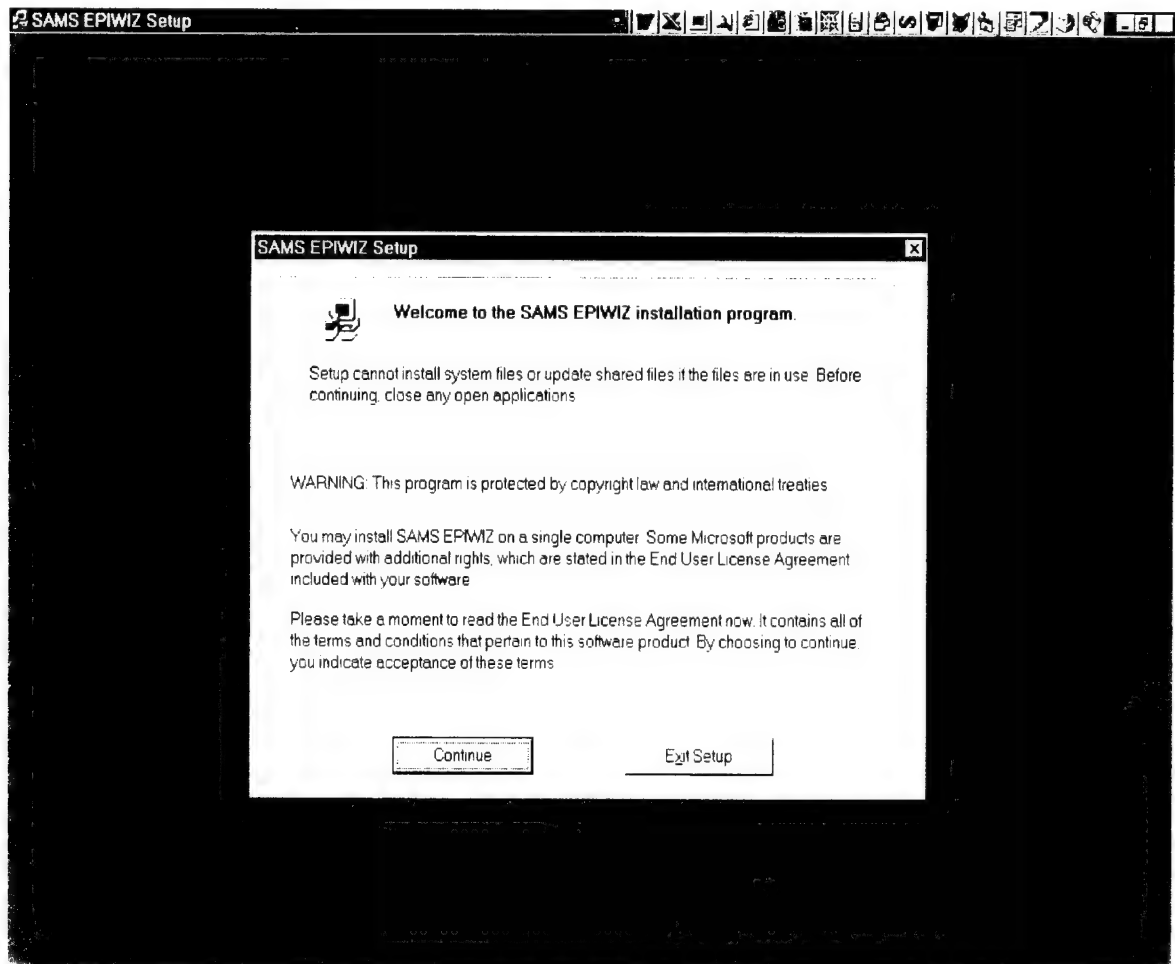 SAMS EPIWIZ Setup
SAMS EPIWIZ Setup
Welcome to the SAMS EPIWIZ installation program.
Setup cannot install system files or update shared files if the files are in use. Before
continuing, close any open applications
WARNING: This program is protected by copyright law and international treaties
You may install SAMS EPIWIZ on a single computer. Some Microsoft products are
provided with additional rights, which are stated in the End User License Agreement
included with your software
Please take a moment to read the End User License Agreement now. It contains all of
the terms and conditions that pertain to this software product. By choosing to continue,
you indicate acceptance of these terms
Continue
Exit Setup